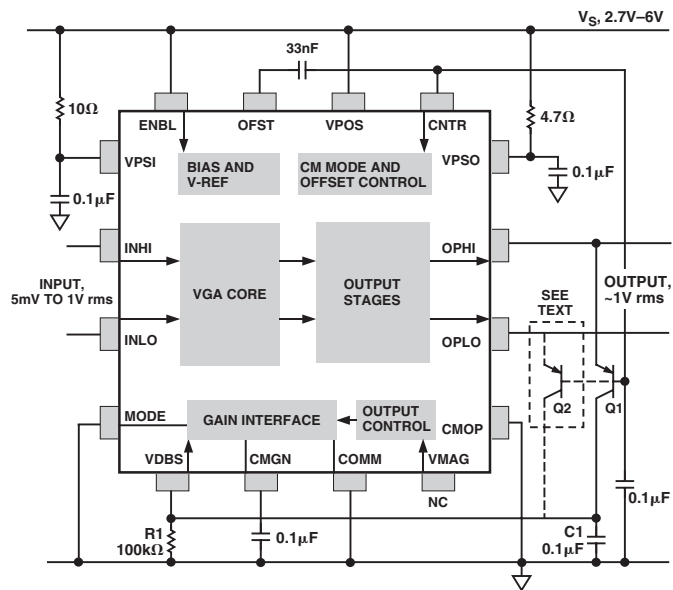 V_S, 2.7V–6V
33nF
10Ω
4.7Ω
ENBL
OFST
VPOS
CNTR
VPSI
VPSO
BIAS AND
V-REF
CM MODE AND
OFFSET CONTROL
0.1μF
0.1μF
INHI
OPHI
INPUT,
5mV TO 1V rms
VGA CORE
OUTPUT
STAGES
OUTPUT,
~1V rms
SEE
TEXT
INLO
OPLO
Q2
Q1
MODE
GAIN INTERFACE
OUTPUT
CONTROL
CMOP
VDBS
CMGN
COMM
VMAG
NC
0.1μF
R1
100kΩ
0.1μF
C1
0.1μF